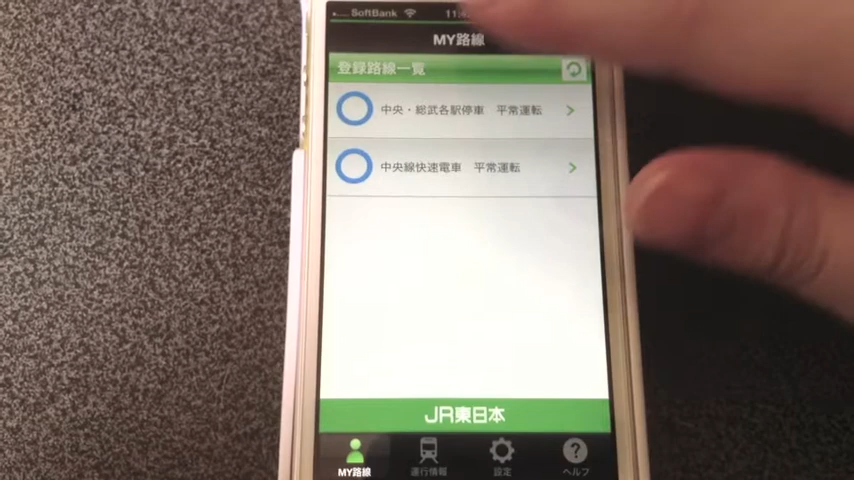 SoftBank
MY路線
登録路線一覧
中央・総武各駅停車 平常運転
中央線快速電車 平常運転
JR東日本
MY路線 運行情報 設定 ヘルプ